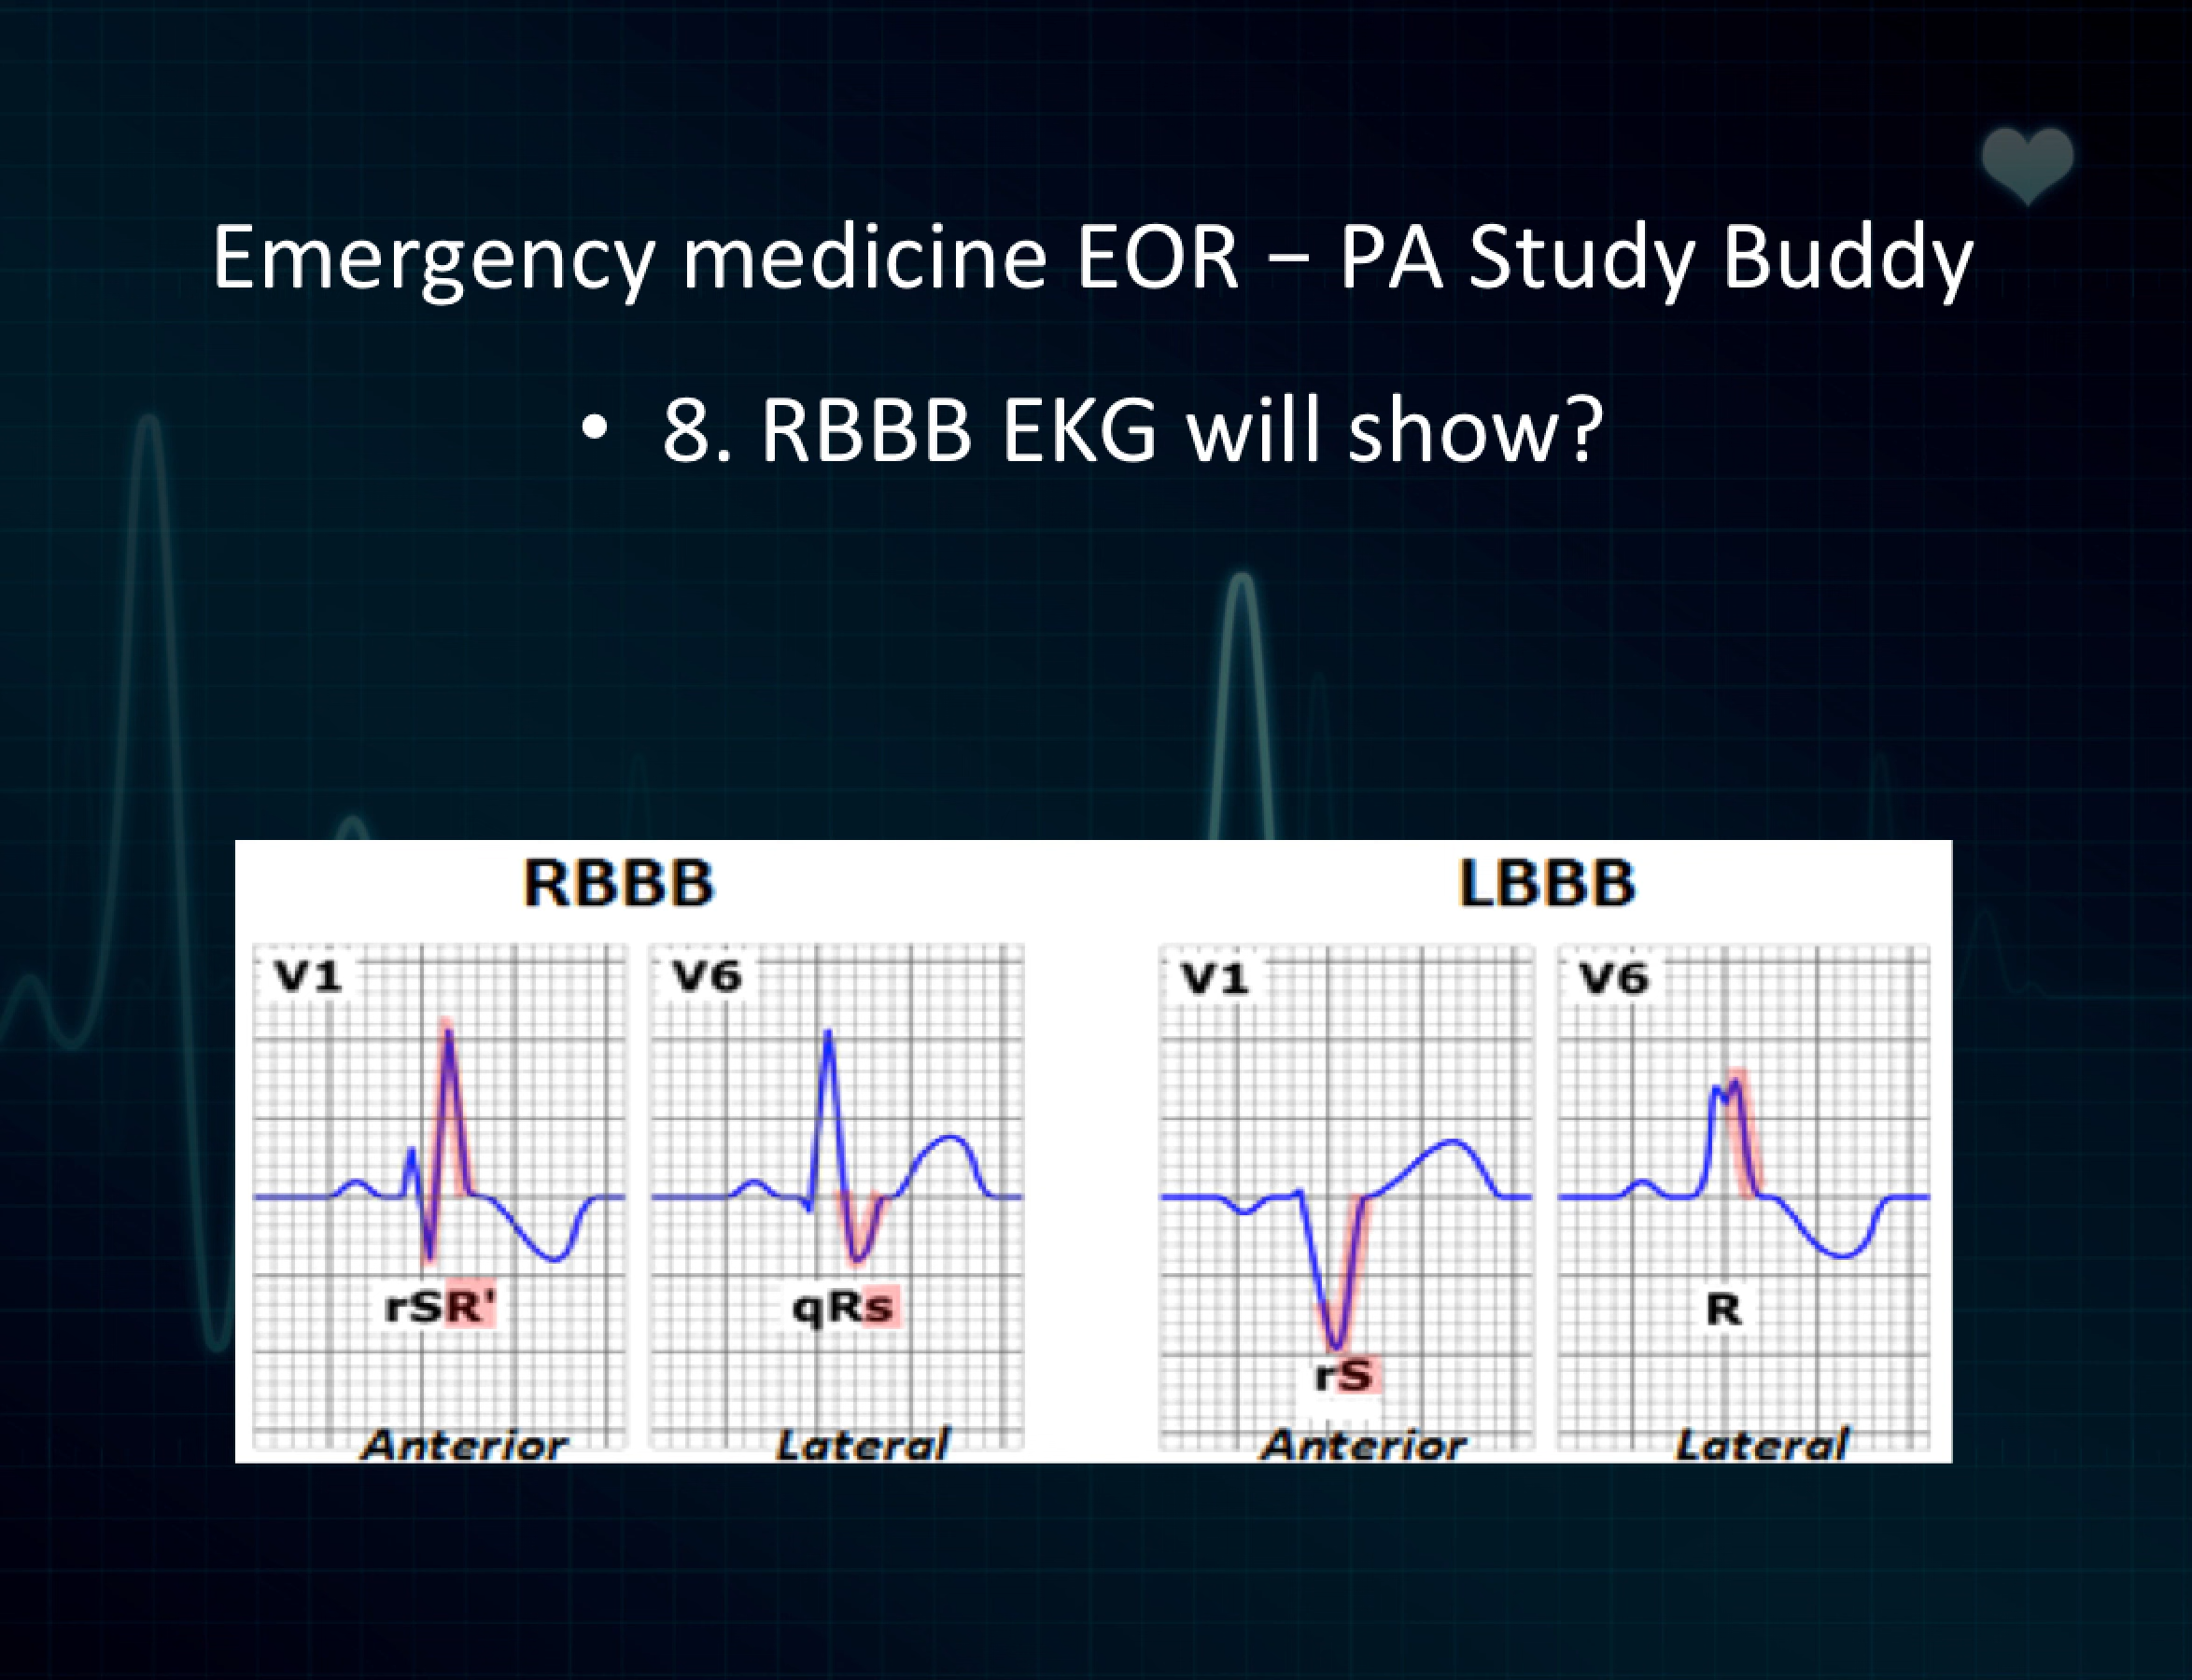 Emergency medicine EOR – PA Study Buddy
• 8. RBBB EKG will show?
RBBB
LBBB
V1
V6
V1
V6
rSR'
qRs
rS
R
Anterior
Lateral
Anterior
Lateral